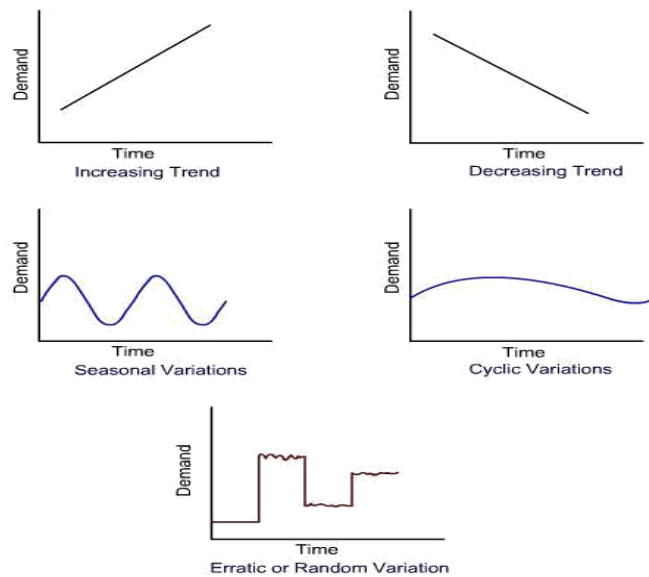 Demand
Time
Increasing Trend
Demand
Time
Decreasing Trend
Demand
Time
Seasonal Variations
Demand
Time
Cyclic Variations
Demand
Time
Erratic or Random Variation